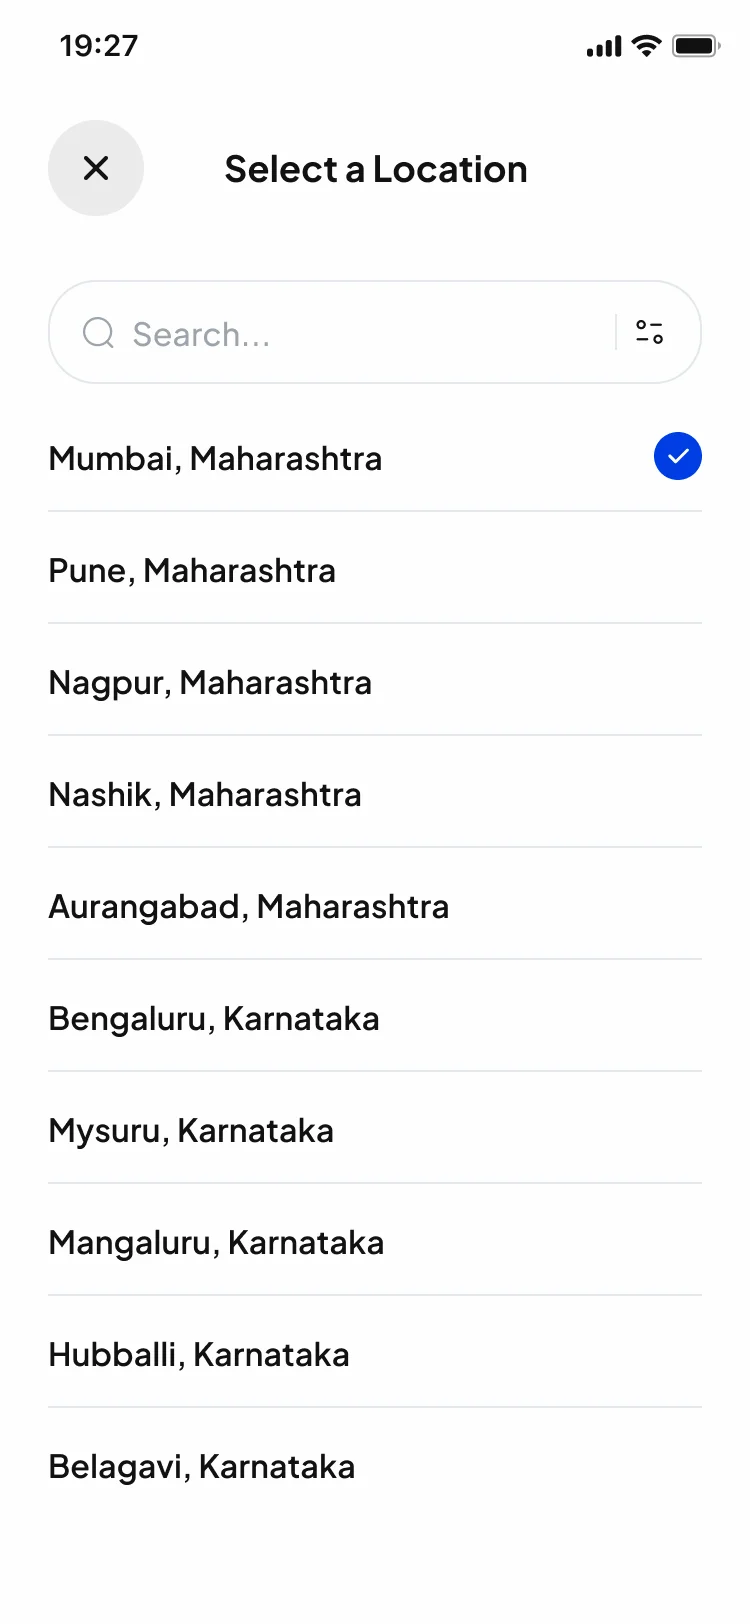 19:27
Select a Location
Search...
Mumbai, Maharashtra
Pune, Maharashtra
Nagpur, Maharashtra
Nashik, Maharashtra
Aurangabad, Maharashtra
Bengaluru, Karnataka
Mysuru, Karnataka
Mangaluru, Karnataka
Hubballi, Karnataka
Belagavi, Karnataka